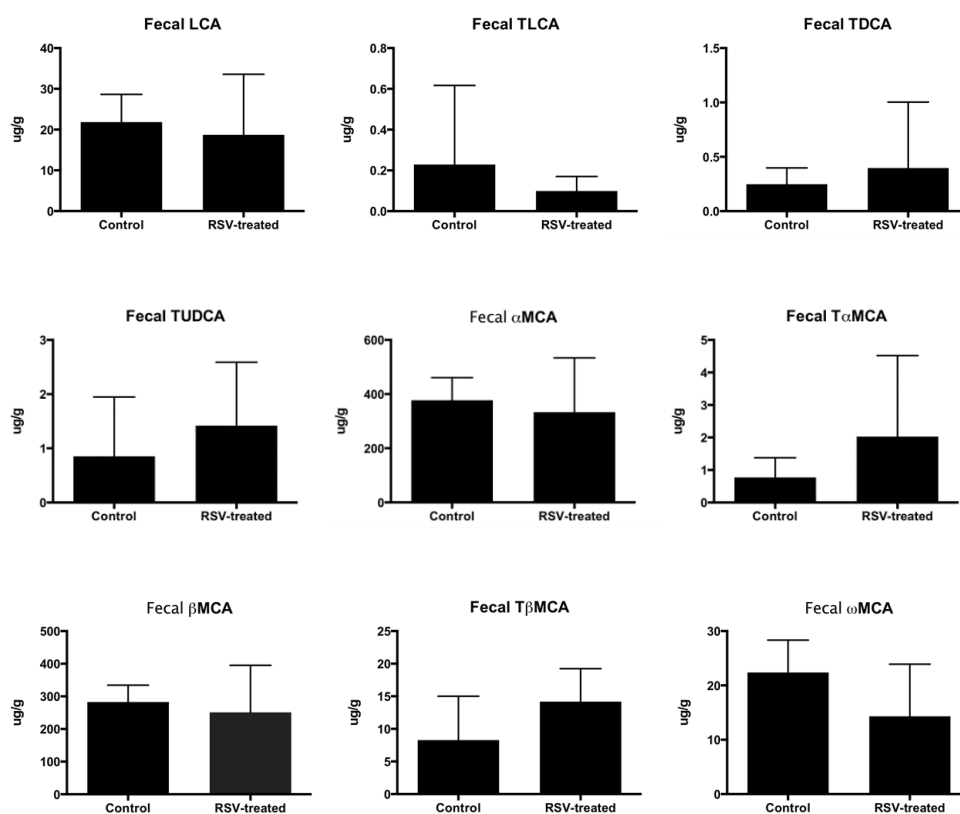 Fecal LCA
40
30
20
10
0
ug/g
Control
RSV-treated
Fecal TLCA
0.8
0.6
0.4
0.2
0.0
ug/g
Control
RSV-treated
Fecal TDCA
1.5
1.0
0.5
0.0
ug/g
Control
RSV-treated
Fecal TUDCA
3
2
1
0
ug/g
Control
RSV-treated
Fecal αMCA
600
400
200
0
ug/g
Control
RSV-treated
Fecal TαMCA
5
4
3
2
1
0
ug/g
Control
RSV-treated
Fecal βMCA
500
400
300
200
100
0
ug/g
Control
RSV-treated
Fecal TβMCA
25
20
15
10
5
0
ug/g
Control
RSV-treated
Fecal ωMCA
30
20
10
0
ug/g
Control
RSV-treated